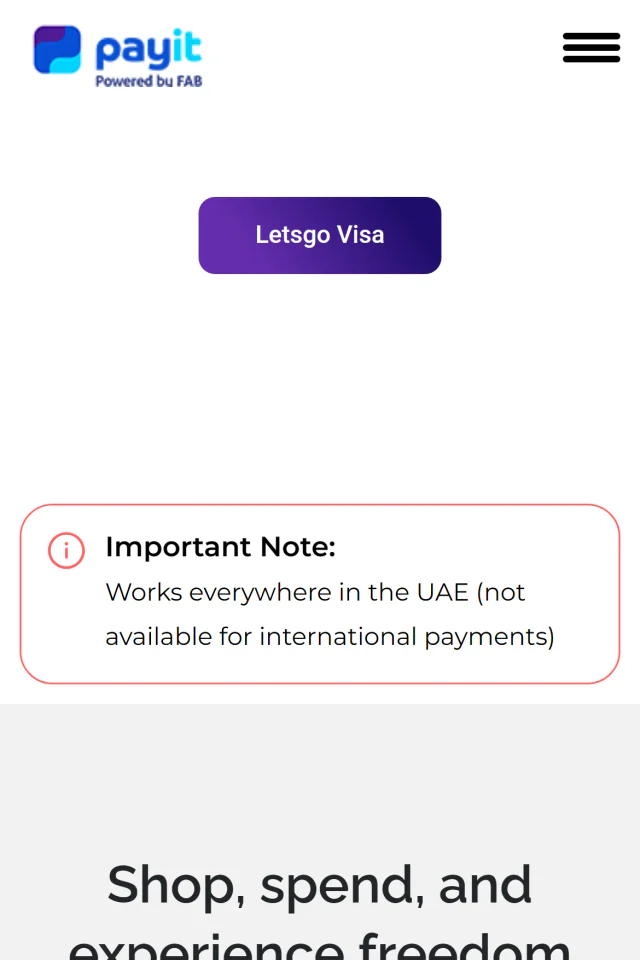 payit
Powered by FAB
Letsgo Visa
Important Note:
Works everywhere in the UAE (not
available for international payments)
Shop, spend, and
experience freedom